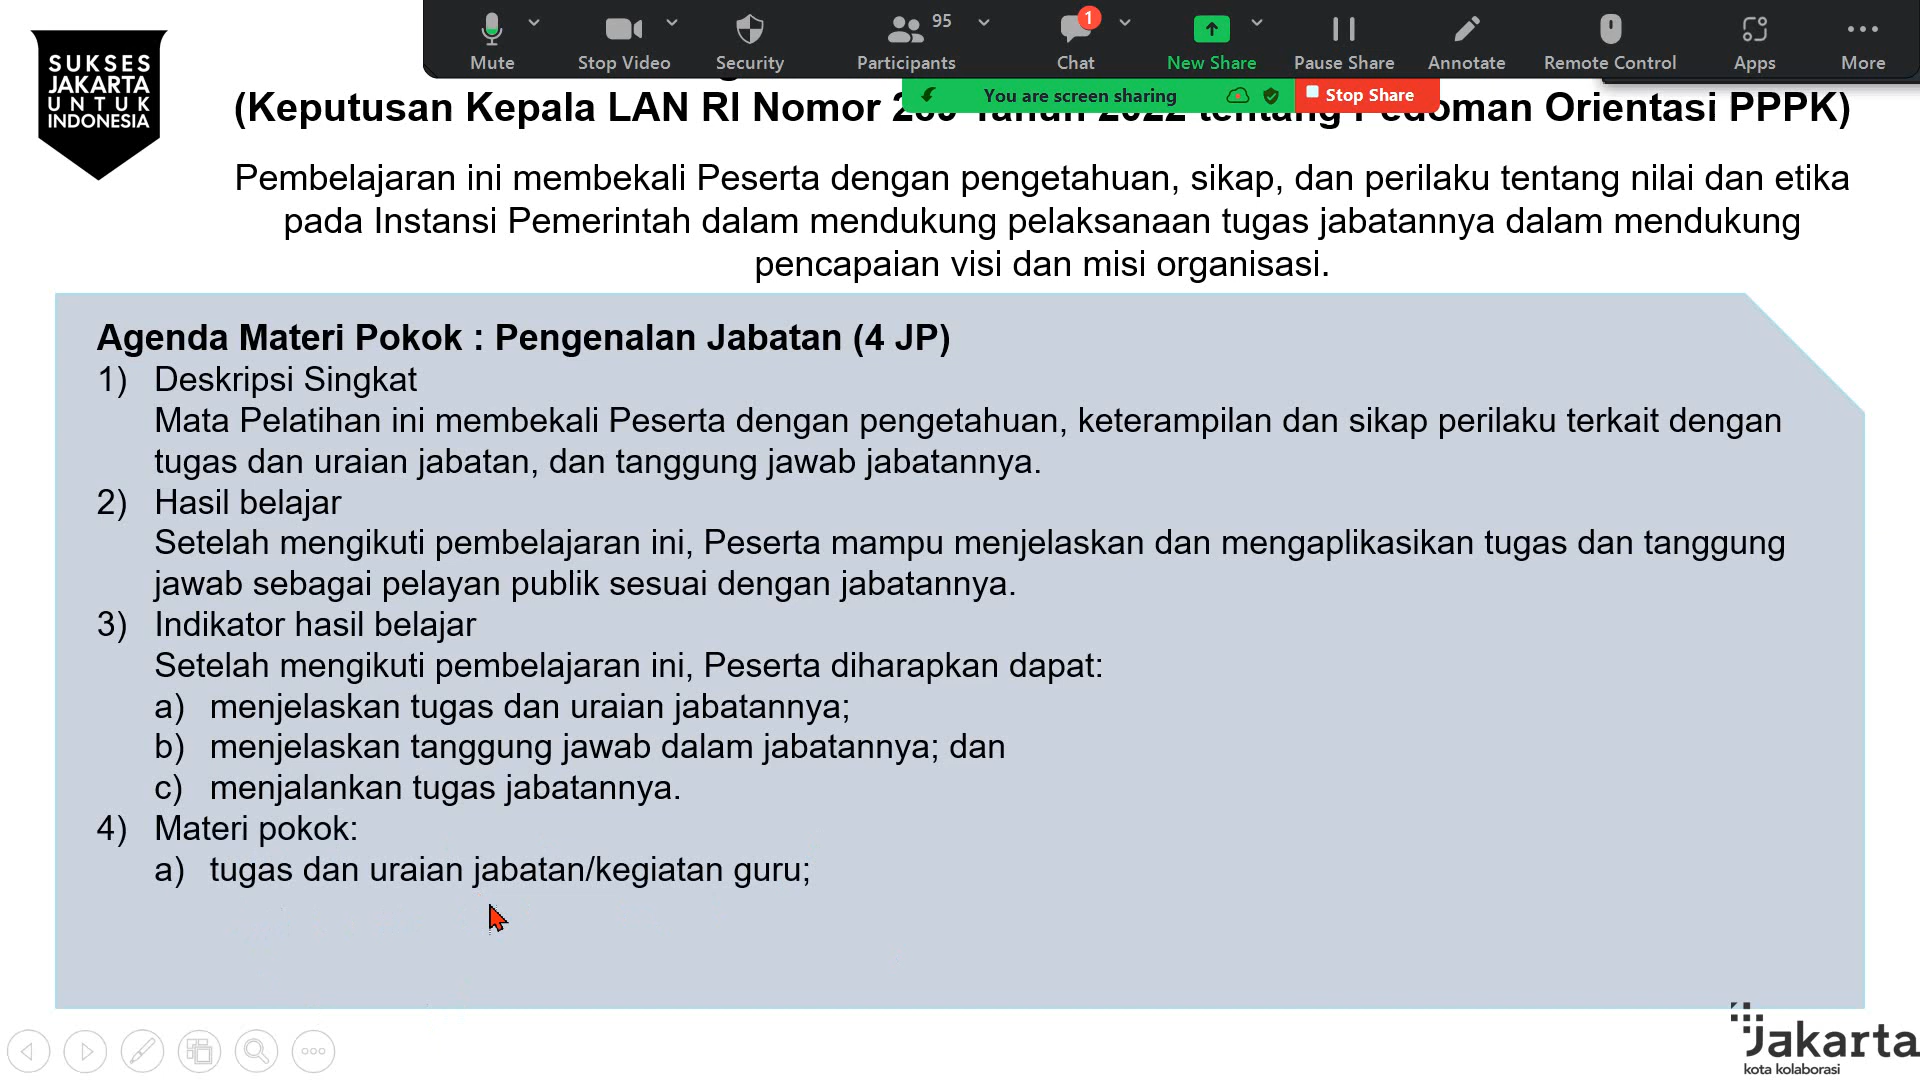 Mute
Stop Video
Security
95
Participants
1
Chat
New Share
Pause Share
Annotate
Remote Control
Apps
More
You are screen sharing
Stop Share
SUKSES
JAKARTA
UNTUK
INDONESIA
(Keputusan Kepala LAN RI Nomor Tahun 2022 tentang Pedoman Orientasi PPPK)
Pembelajaran ini membekali Peserta dengan pengetahuan, sikap, dan perilaku tentang nilai dan etika
pada Instansi Pemerintah dalam mendukung pelaksanaan tugas jabatannya dalam mendukung
pencapaian visi dan misi organisasi.
Agenda Materi Pokok : Pengenalan Jabatan (4 JP)
1) Deskripsi Singkat
Mata Pelatihan ini membekali Peserta dengan pengetahuan, keterampilan dan sikap perilaku terkait dengan
tugas dan uraian jabatan, dan tanggung jawab jabatannya.
2) Hasil belajar
Setelah mengikuti pembelajaran ini, Peserta mampu menjelaskan dan mengaplikasikan tugas dan tanggung
jawab sebagai pelayan publik sesuai dengan jabatannya.
3) Indikator hasil belajar
Setelah mengikuti pembelajaran ini, Peserta diharapkan dapat:
a) menjelaskan tugas dan uraian jabatannya;
b) menjelaskan tanggung jawab dalam jabatannya; dan
c) menjalankan tugas jabatannya.
4) Materi pokok:
a) tugas dan uraian jabatan/kegiatan guru;
Jakarta
kota kolaborasi